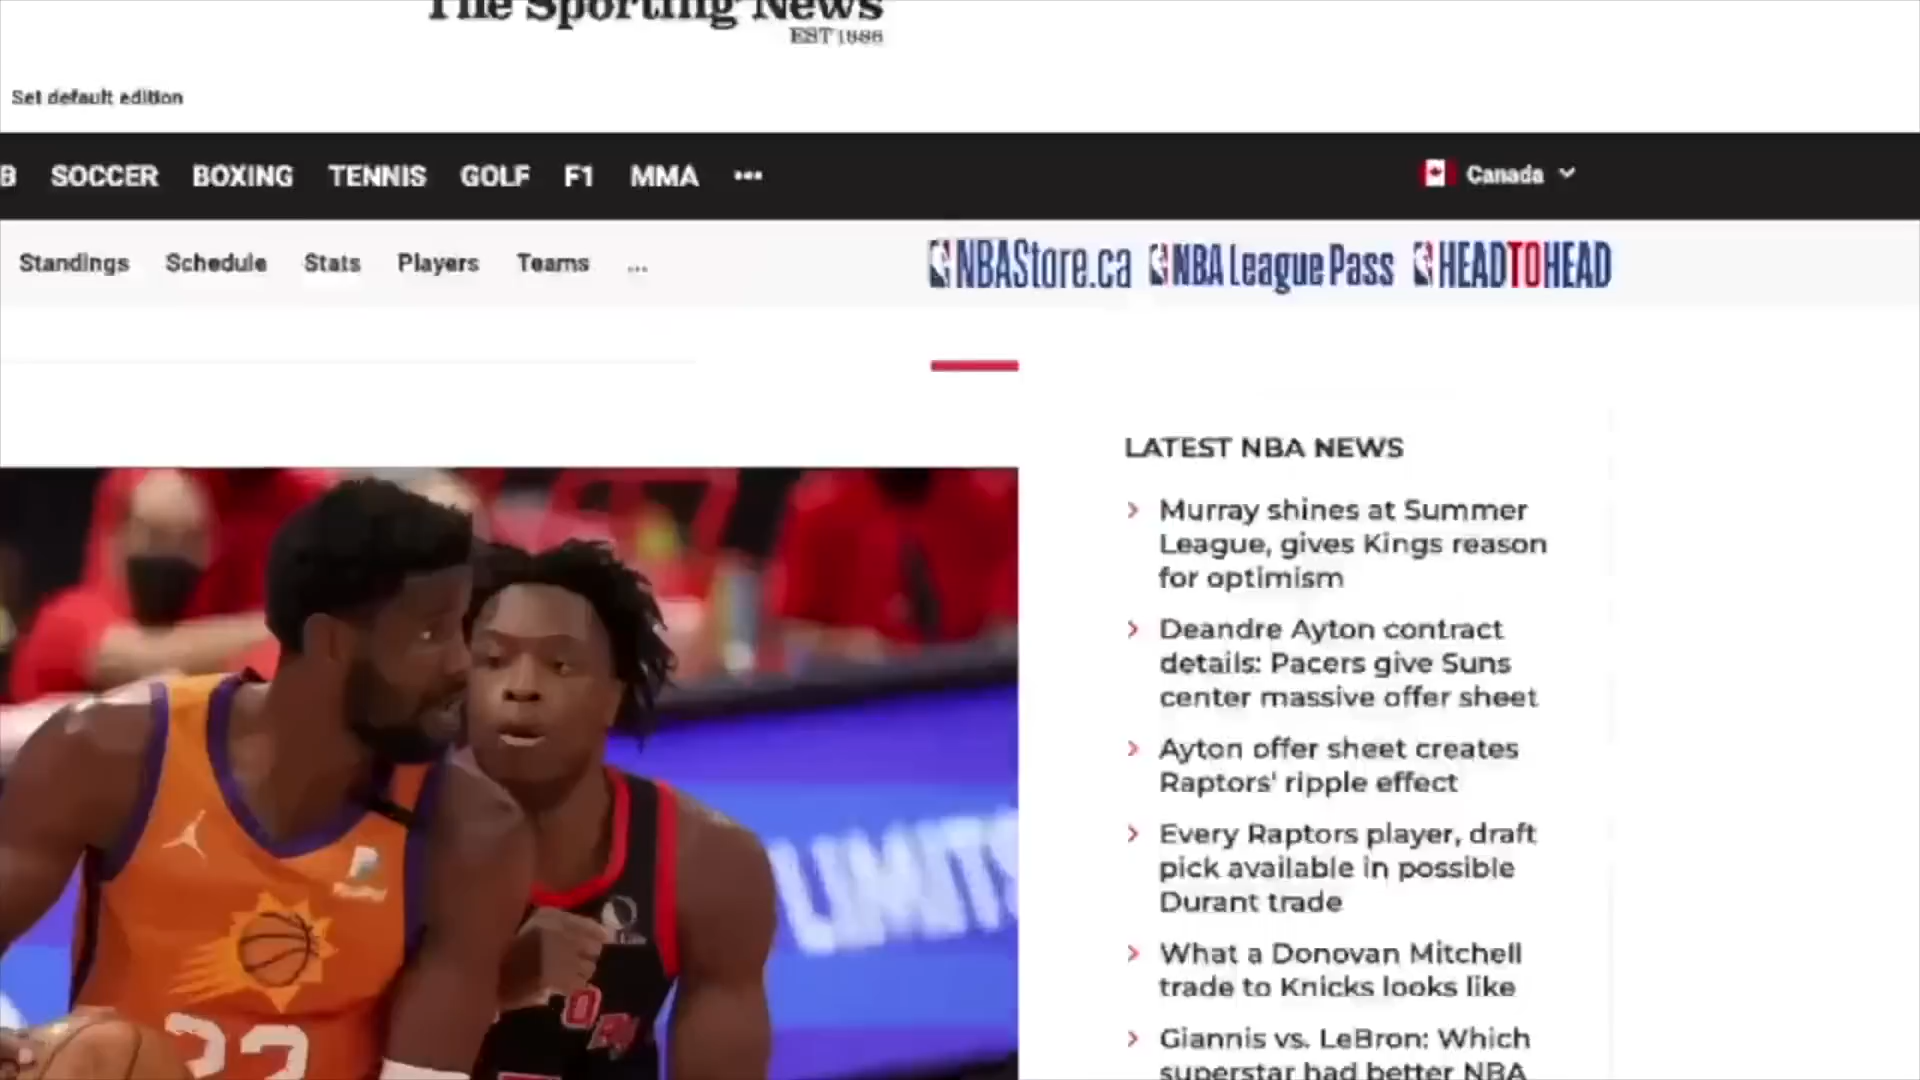 The Sporting News
EST 1886
Set default edition
B SOCCER BOXING TENNIS GOLF F1 MMA ••• Canada
Standings Schedule Stats Players Teams ... NBAStore.ca NBA League Pass HEADTOHEAD
LATEST NBA NEWS
Murray shines at Summer
League, gives Kings reason
for optimism
Deandre Ayton contract
details: Pacers give Suns
center massive offer sheet
Ayton offer sheet creates
Raptors' ripple effect
Every Raptors player, draft
pick available in possible
Durant trade
What a Donovan Mitchell
trade to Knicks looks like
Giannis vs. LeBron: Which
superstar had better NBA
LIMITS
22